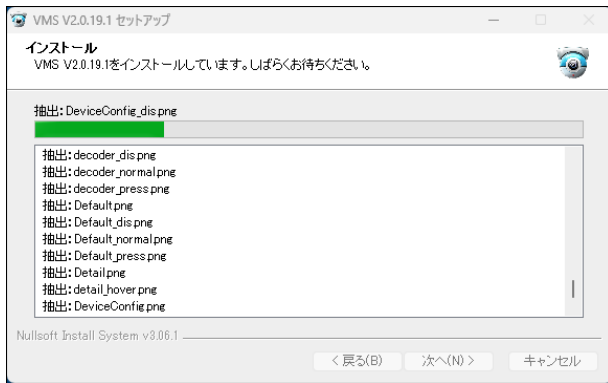 VMS V2.0.19.1 セットアップ
インストール
VMS V2.0.19.1をインストールしています。しばらくお待ちください。
抽出: DeviceConfig_dis.png
抽出: decoder_dis.png
抽出: decoder_normal.png
抽出: decoder_press.png
抽出: Default.png
抽出: Default_dis.png
抽出: Default_normal.png
抽出: Default_press.png
抽出: Detail.png
抽出: detail_hover.png
抽出: DeviceConfig.png
Nullsoft Install System v3.06.1
< 戻る(B)
次へ(N) >
キャンセル